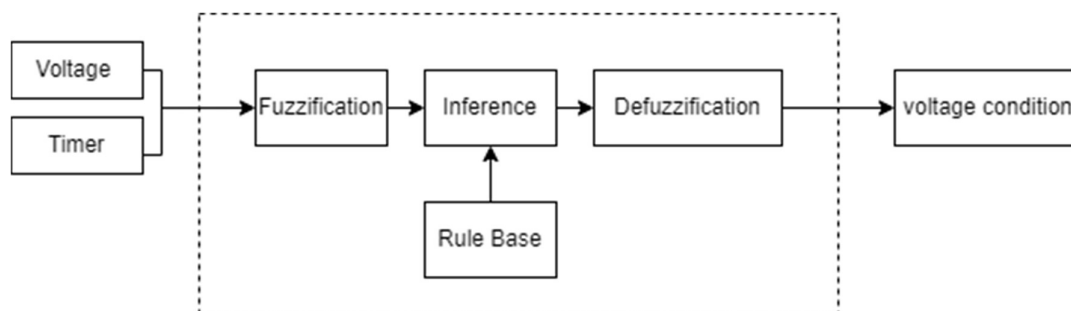 Voltage
Timer
Fuzzification
Inference
Defuzzification
voltage condition
Rule Base